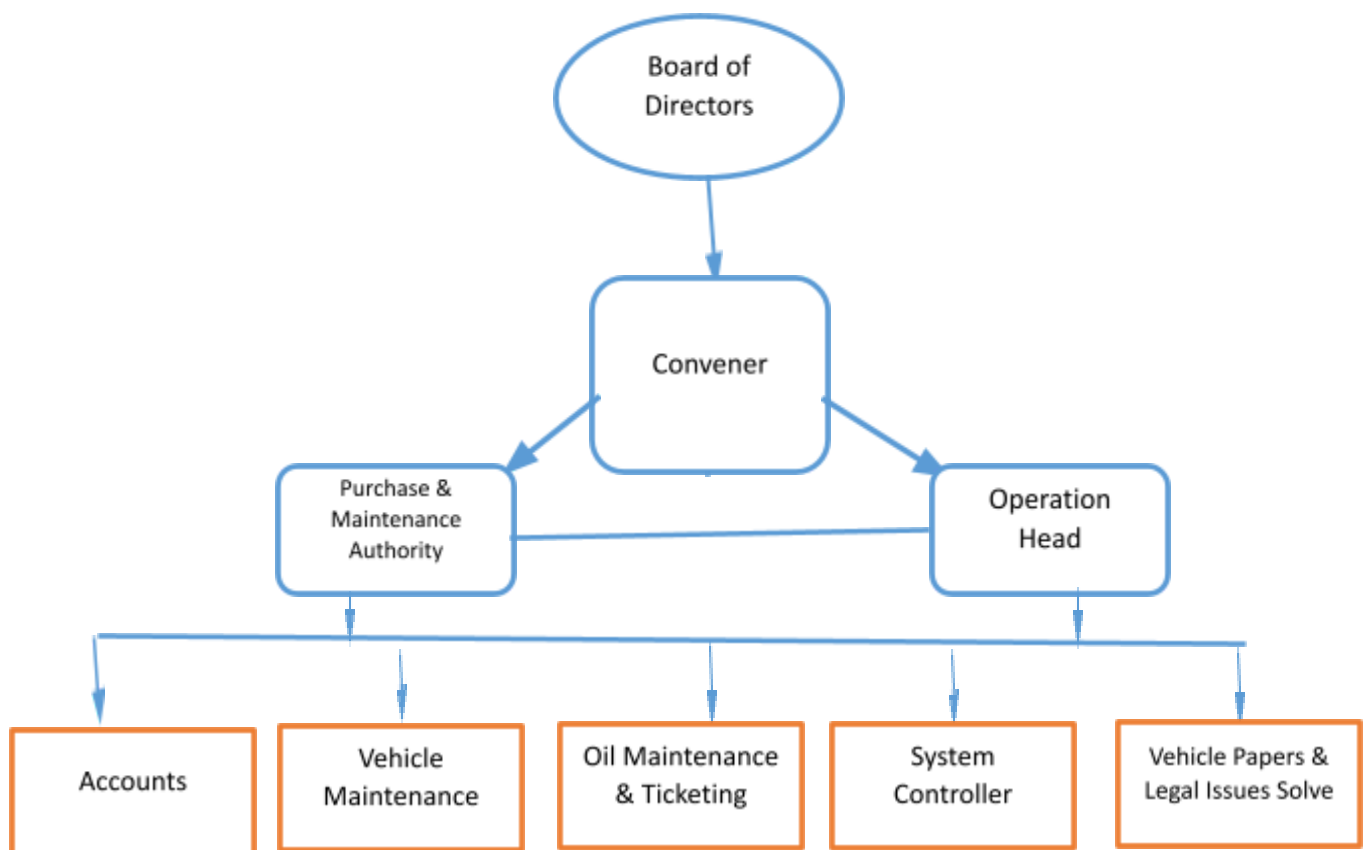 Board of
Directors
Convener
Purchase &
Maintenance
Authority
Operation
Head
Accounts
Vehicle
Maintenance
Oil Maintenance
& Ticketing
System
Controller
Vehicle Papers &
Legal Issues Solve